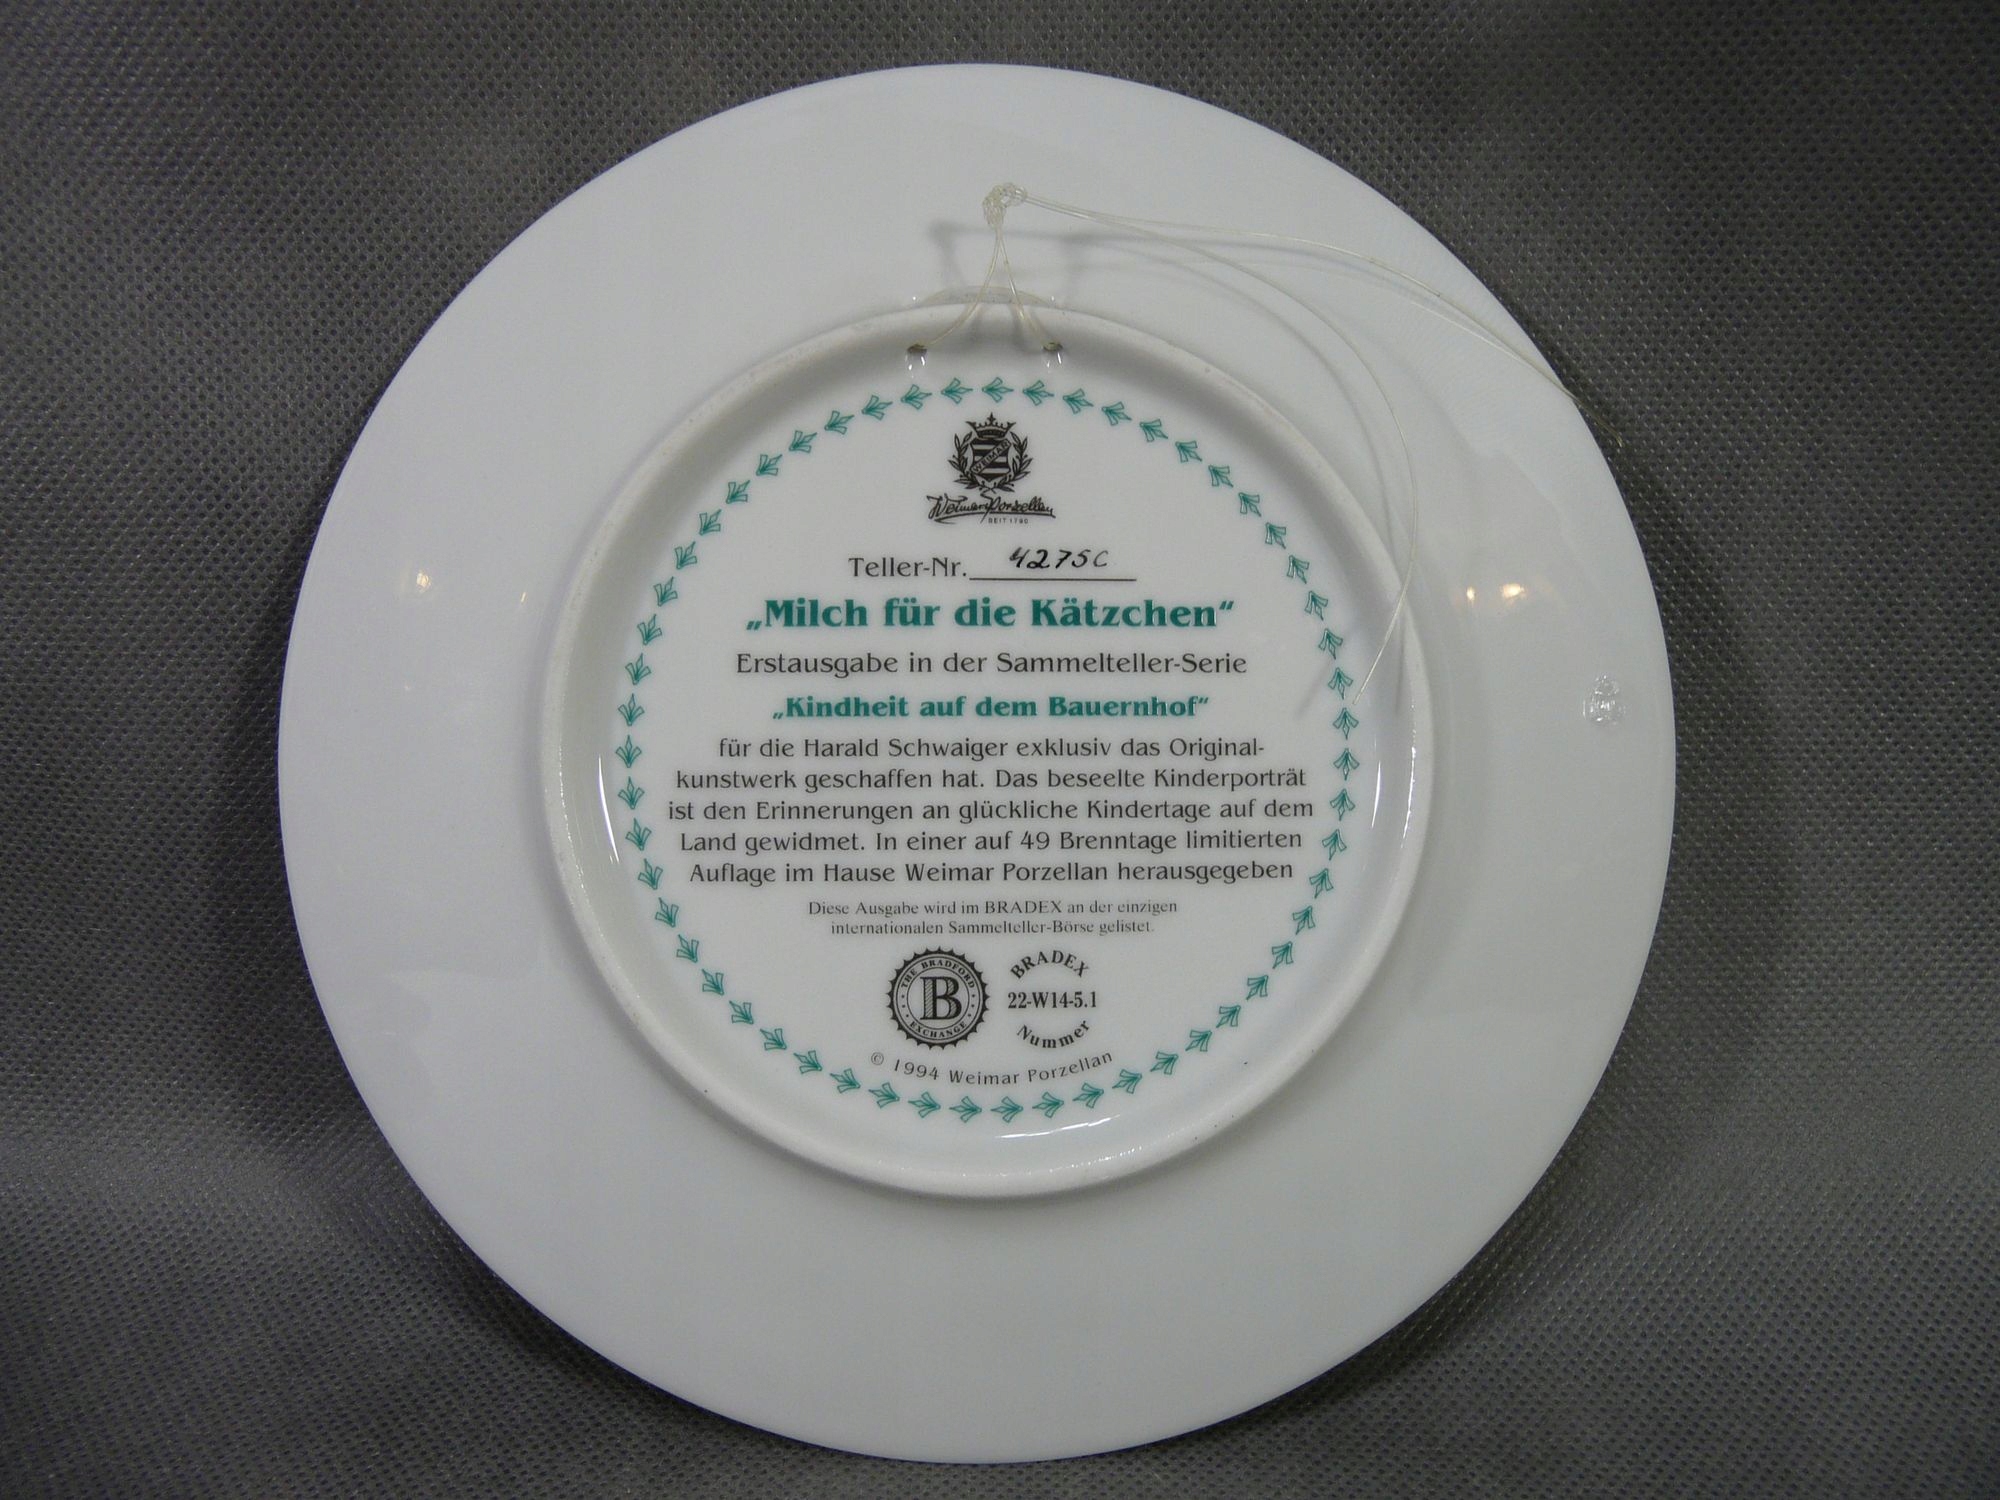 WEIMAR
Weimar Porzellan
SEIT 1790
Teller-Nr. 4275C
„Milch für die Kätzchen“
Erstausgabe in der Sammelteller-Serie
„Kindheit auf dem Bauernhof“
für die Harald Schwaiger exklusiv das Original-
kunstwerk geschaffen hat. Das beseelte Kinderporträt
ist den Erinnerungen an glückliche Kindertage auf dem
Land gewidmet. In einer auf 49 Brenntage limitierten
Auflage im Hause Weimar Porzellan herausgegeben
Diese Ausgabe wird im BRADEX an der einzigen
internationalen Sammelteller-Börse gelistet.
THE BRADFORD
B
EXCHANGE
BRADEX
22-W14-5.1
Nummer
© 1994 Weimar Porzellan